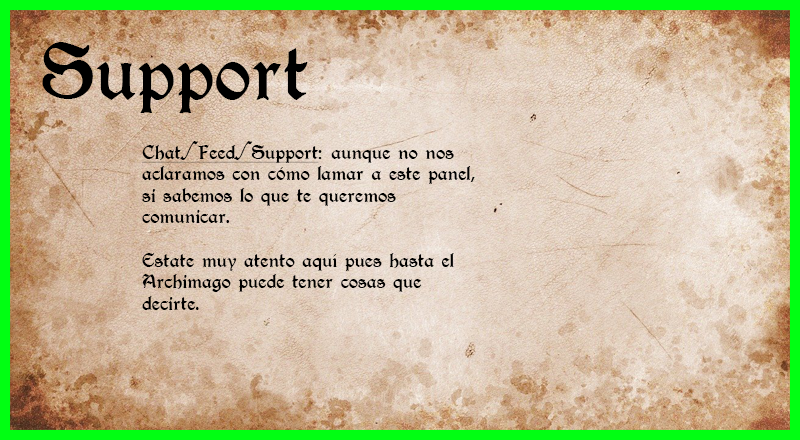 Support
Chat/Feed/Support: aunque no nos
aclaramos con cómo lamar a este panel,
sí sabemos lo que te queremos
comunicar.
Estate muy atento aquí pues hasta el
Archimago puede tener cosas que
decirte.